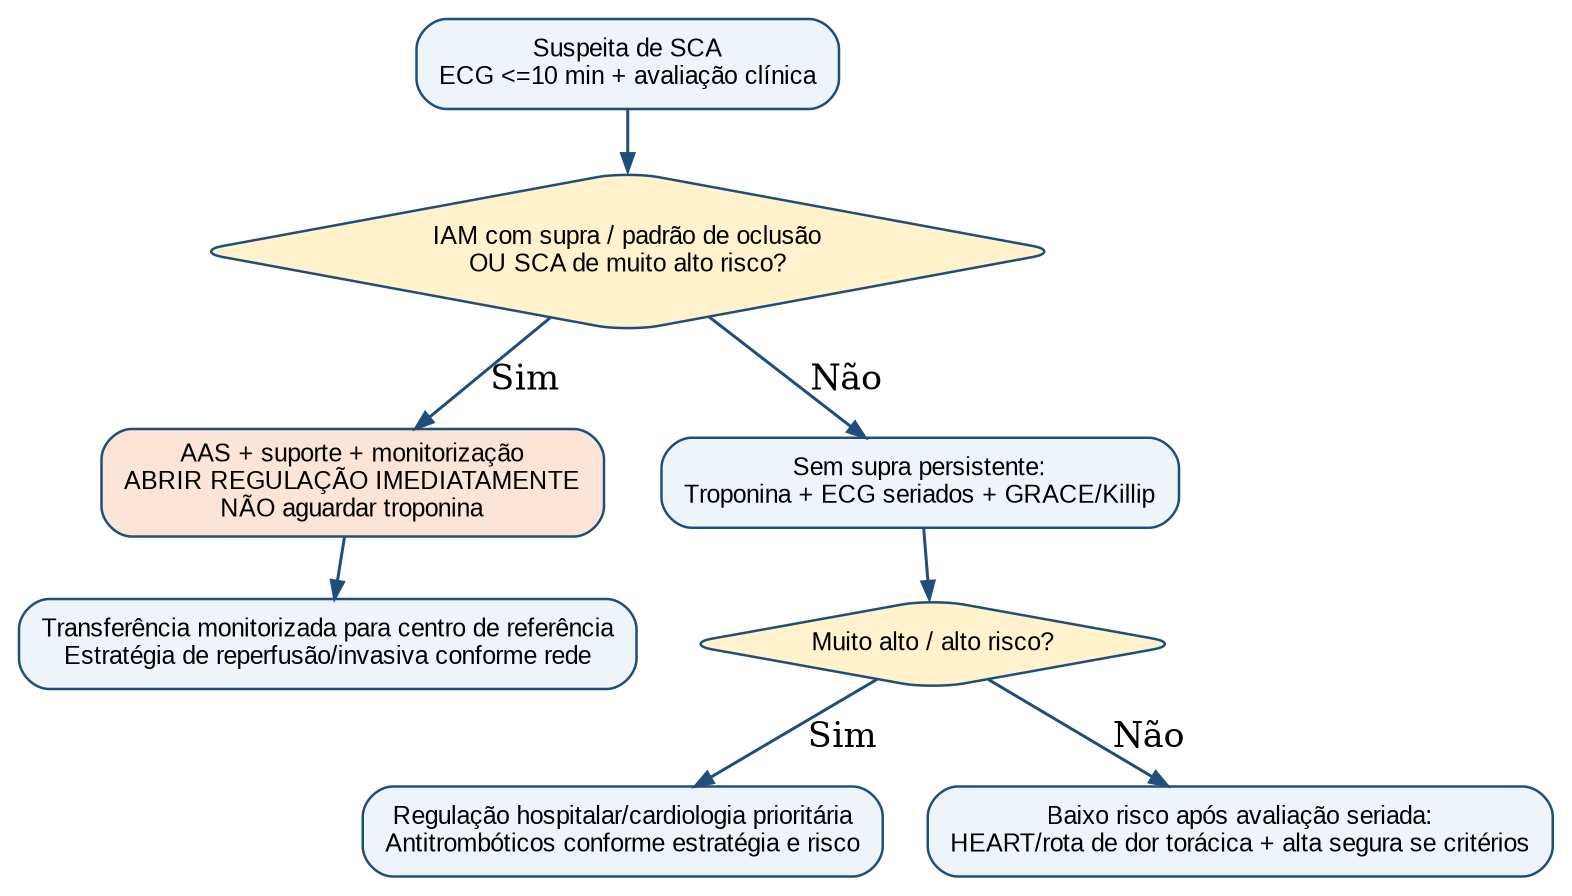 Suspeita de SCA
ECG <=10 min + avaliação clínica
IAM com supra / padrão de oclusão
OU SCA de muito alto risco?
Sim
Não
AAS + suporte + monitorização
ABRIR REGULAÇÃO IMEDIATAMENTE
NÃO aguardar troponina
Sem supra persistente:
Troponina + ECG seriados + GRACE/Killip
Transferência monitorizada para centro de referência
Estratégia de reperfusão/invasiva conforme rede
Muito alto / alto risco?
Sim
Não
Regulação hospitalar/cardiologia prioritária
Antitrombóticos conforme estratégia e risco
Baixo risco após avaliação seriada:
HEART/rota de dor torácica + alta segura se critérios